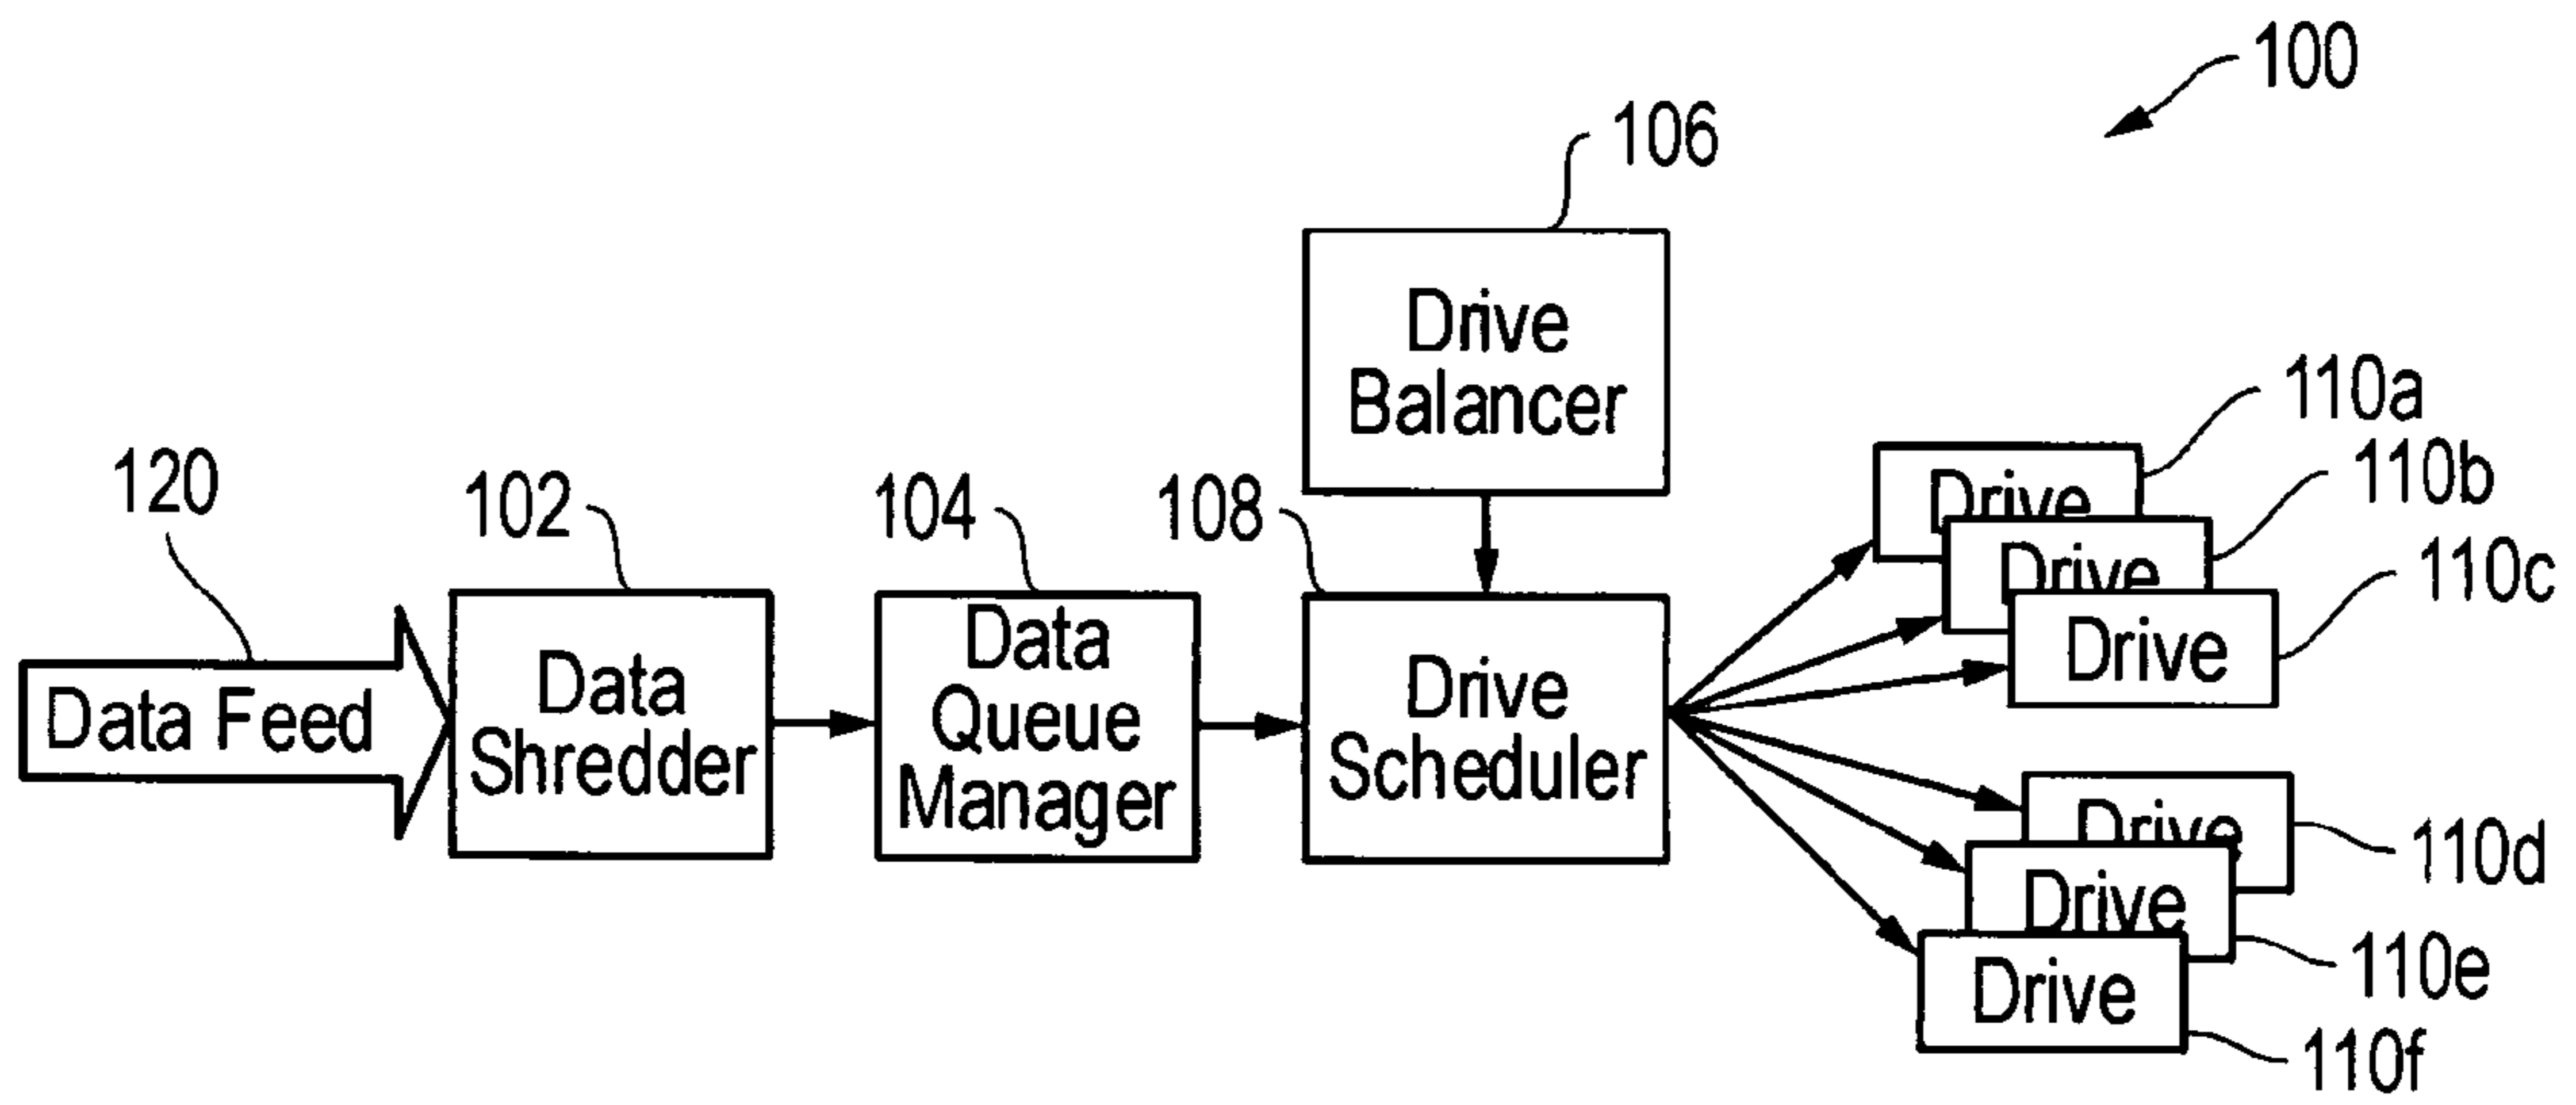 100
106
Drive
Balancer
110a
110b
110c
120
102
104
108
Drive
Drive
Drive
Data Feed
Data
Shredder
Data
Queue
Manager
Drive
Scheduler
Drive
Drive
Drive
110d
110e
110f